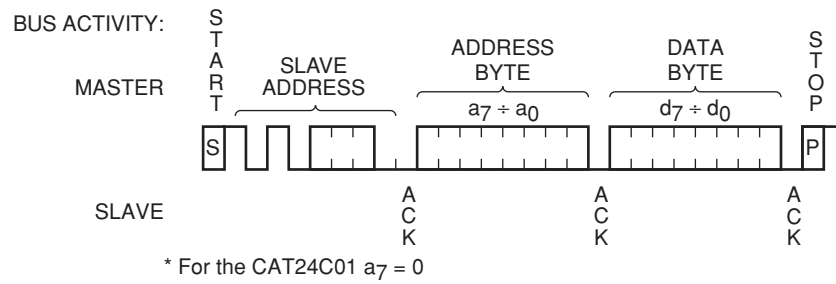 BUS ACTIVITY:
MASTER
START
SLAVE
ADDRESS
ADDRESS
BYTE
a7 ÷ a0
DATA
BYTE
d7 ÷ d0
STOP
S
P
SLAVE
ACK
ACK
ACK
* For the CAT24C01 a7 = 0